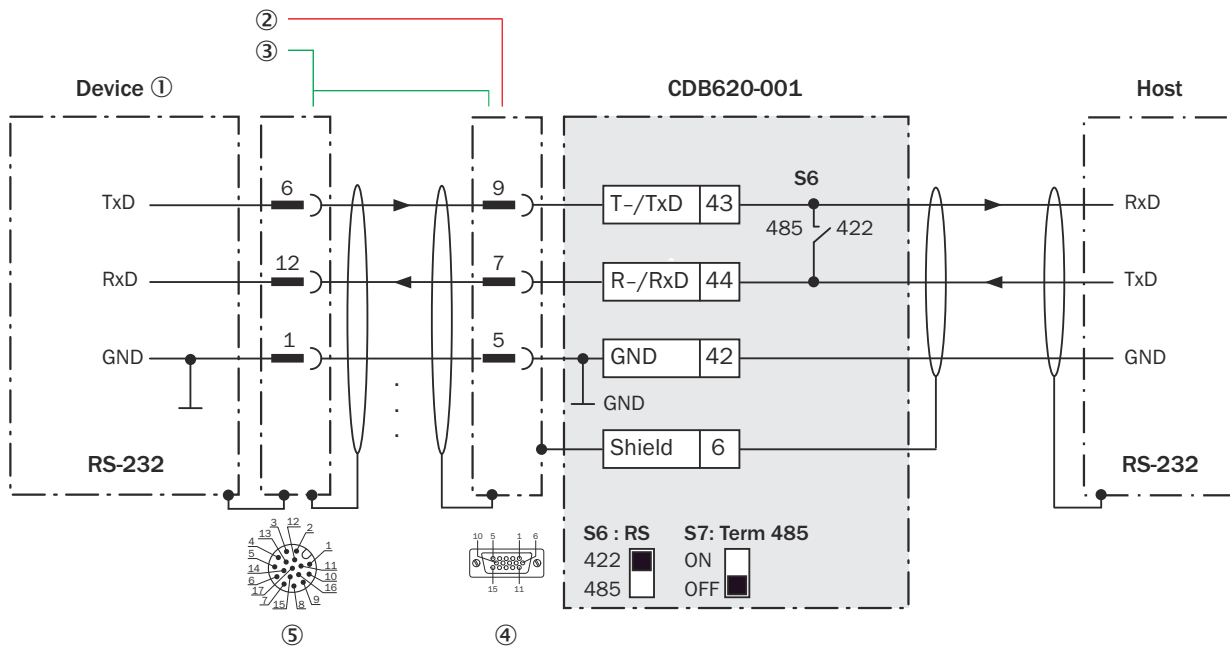 ②
③
Device ①
CDB620-001
Host
TxD
6
9
T-/TxD 43
S6
RxD
485 422
RxD
12
7
R-/RxD 44
TxD
GND
1
5
GND 42
GND
GND
Shield 6
RS-232
RS-232
S6 : RS
S7: Term 485
422
ON
485
OFF
3 12 2
13
4 1
5
14 11
6 10
17 16
7 15 8 9
10 5 1 6
15 11
⑤
④